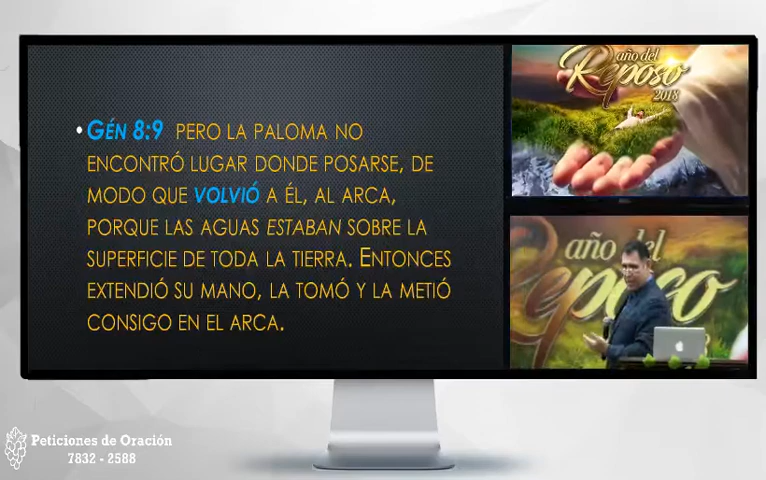 • Gén 8:9 PERO LA PALOMA NO
ENCONTRÓ LUGAR DONDE POSARSE, DE
MODO QUE VOLVIÓ A ÉL, AL ARCA,
PORQUE LAS AGUAS ESTABAN SOBRE LA
SUPERFICIE DE TODA LA TIERRA. ENTONCES
EXTENDIÓ SU MANO, LA TOMÓ Y LA METIÓ
CONSIGO EN EL ARCA.
año del
Reposo
2018
año del
Reposo
Peticiones de Oración
7832 - 2588